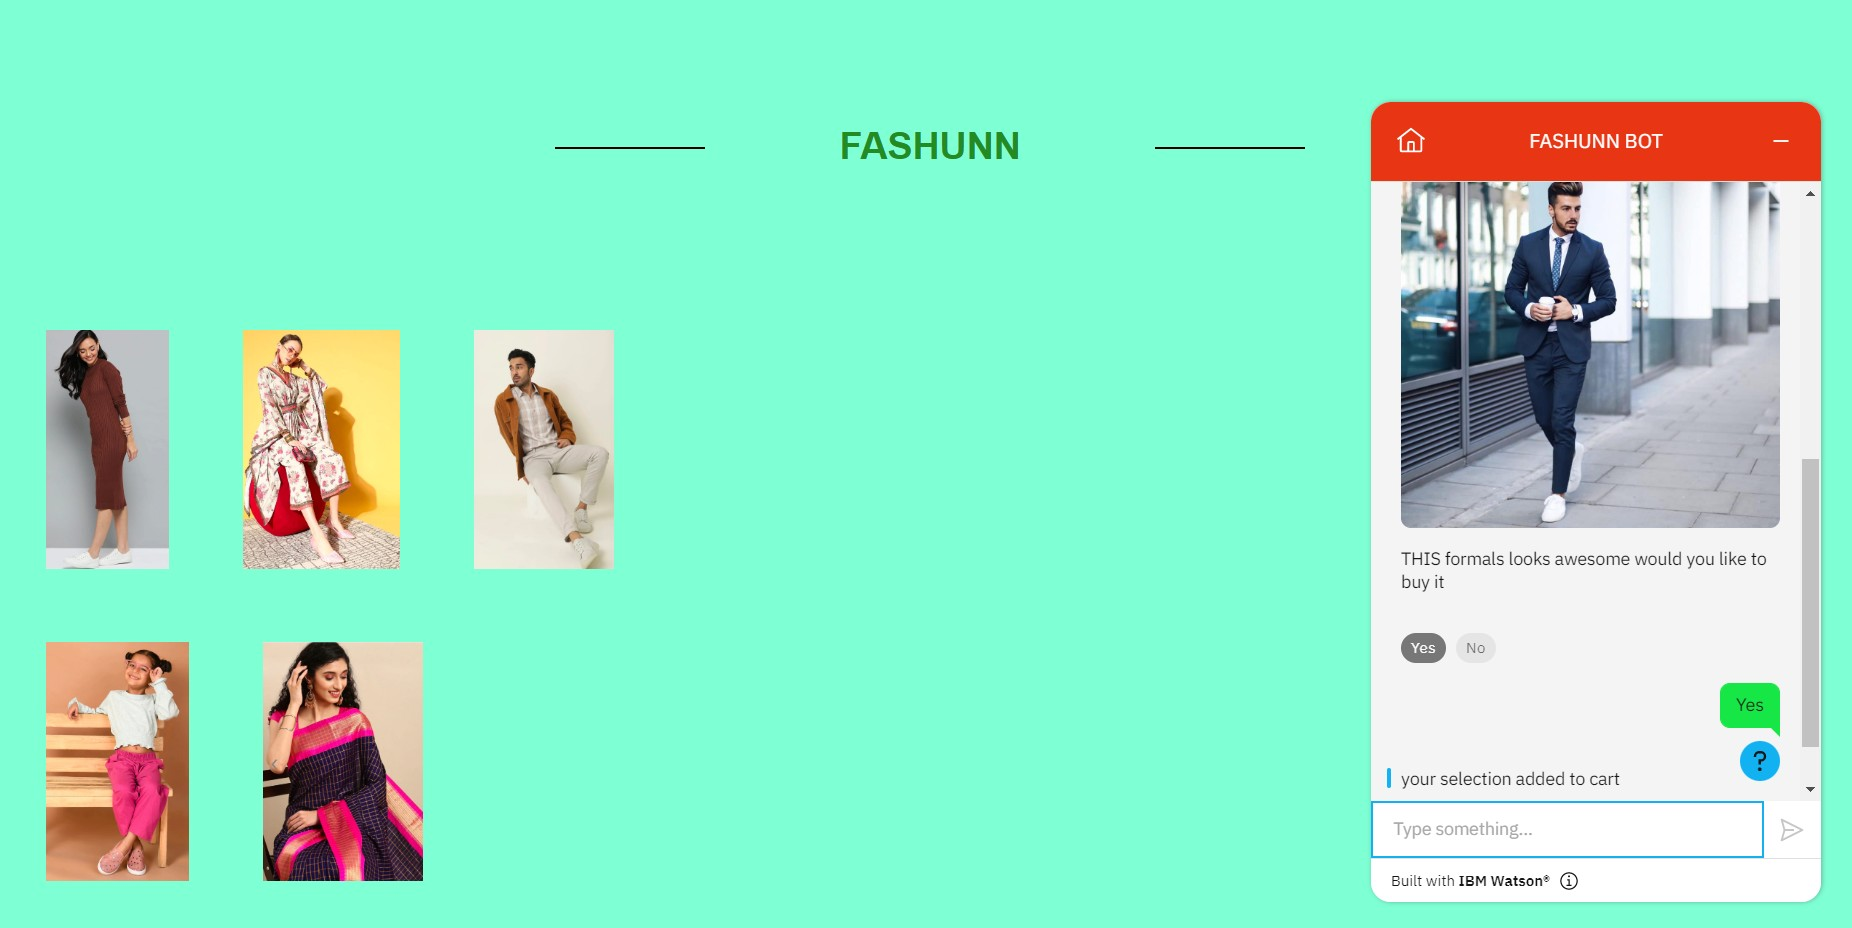 FASHUNN
FASHUNN BOT
THIS formals looks awesome would you like to
buy it
Yes
No
Yes
?
your selection added to cart
Type something...
Built with IBM Watson®